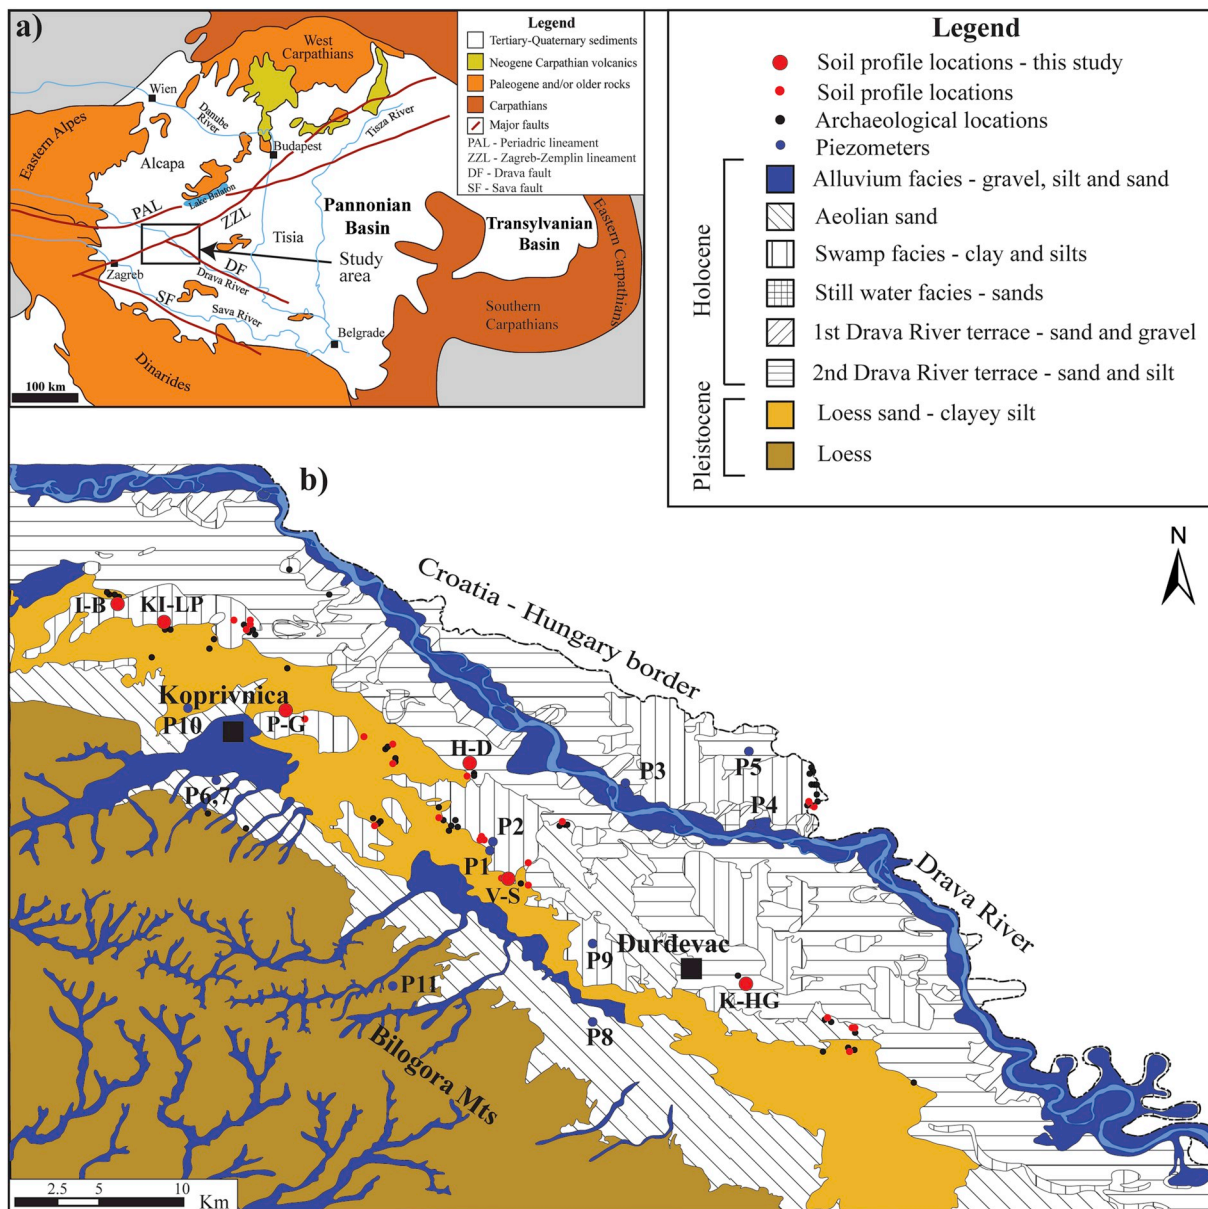 a)
Legend
Tertiary-Quaternary sediments
Neogene Carpathian volcanics
Paleogene and/or older rocks
Carpathians
Major faults
PAL - Periadric lineament
ZZL - Zagreb-Zemplin lineament
DF - Drava fault
SF - Sava fault
West
Carpathians
Wien
Danube
River
Tisza River
Eastern Alpes
Budapest
Alcapa
Lake Balaton
PAL
ZZL
Pannonian
Basin
Transylvanian
Basin
Eastern Carpathians
Tisia
Study
area
Zagreb
DF
Drava River
SF
Sava River
Belgrade
Southern
Carpathians
Dinarides
100 km
Legend
Soil profile locations - this study
Soil profile locations
Archaeological locations
Piezometers
Holocene
Alluvium facies - gravel, silt and sand
Aeolian sand
Swamp facies - clay and silts
Still water facies - sands
1st Drava River terrace - sand and gravel
2nd Drava River terrace - sand and silt
Pleistocene
Loess sand - clayey silt
Loess
b)
N
Croatia - Hungary border
I-B
KI-LP
Koprivnica
P10
P-G
H-D
P3
P5
P4
P6,7
P2
P1
V-S
Drava River
Đurđevac
P9
K-HG
P11
P8
Bilogora Mts
2.5 5 10
Km